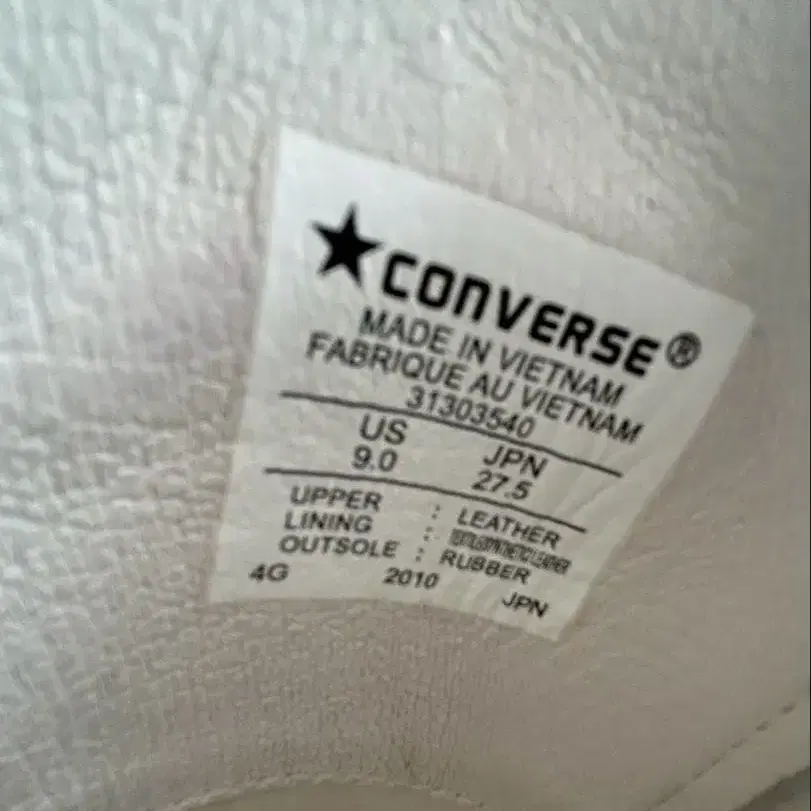 CONVERSE®
MADE IN VIETNAM
FABRIQUE AU VIETNAM
31303540
US JPN
9.0 27.5
UPPER : LEATHER
LINING :
OUTSOLE : RUBBER
4G 2010 JPN